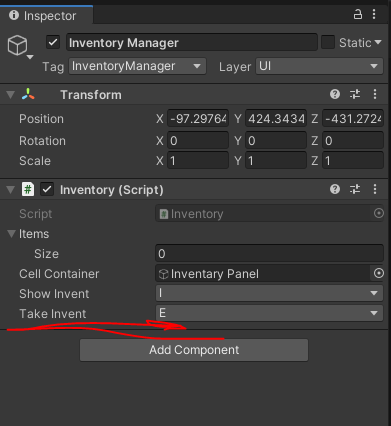 Inspector
Inventory Manager Static
Tag InventoryManager Layer UI
Transform
Position X -97.29764 Y 424.3434 Z -431.2724
Rotation X 0 Y 0 Z 0
Scale X 1 Y 1 Z 1
# Inventory (Script)
Script # Inventory
Items
Size 0
Cell Container Inventary Panel
Show Invent I
Take Invent E
Add Component